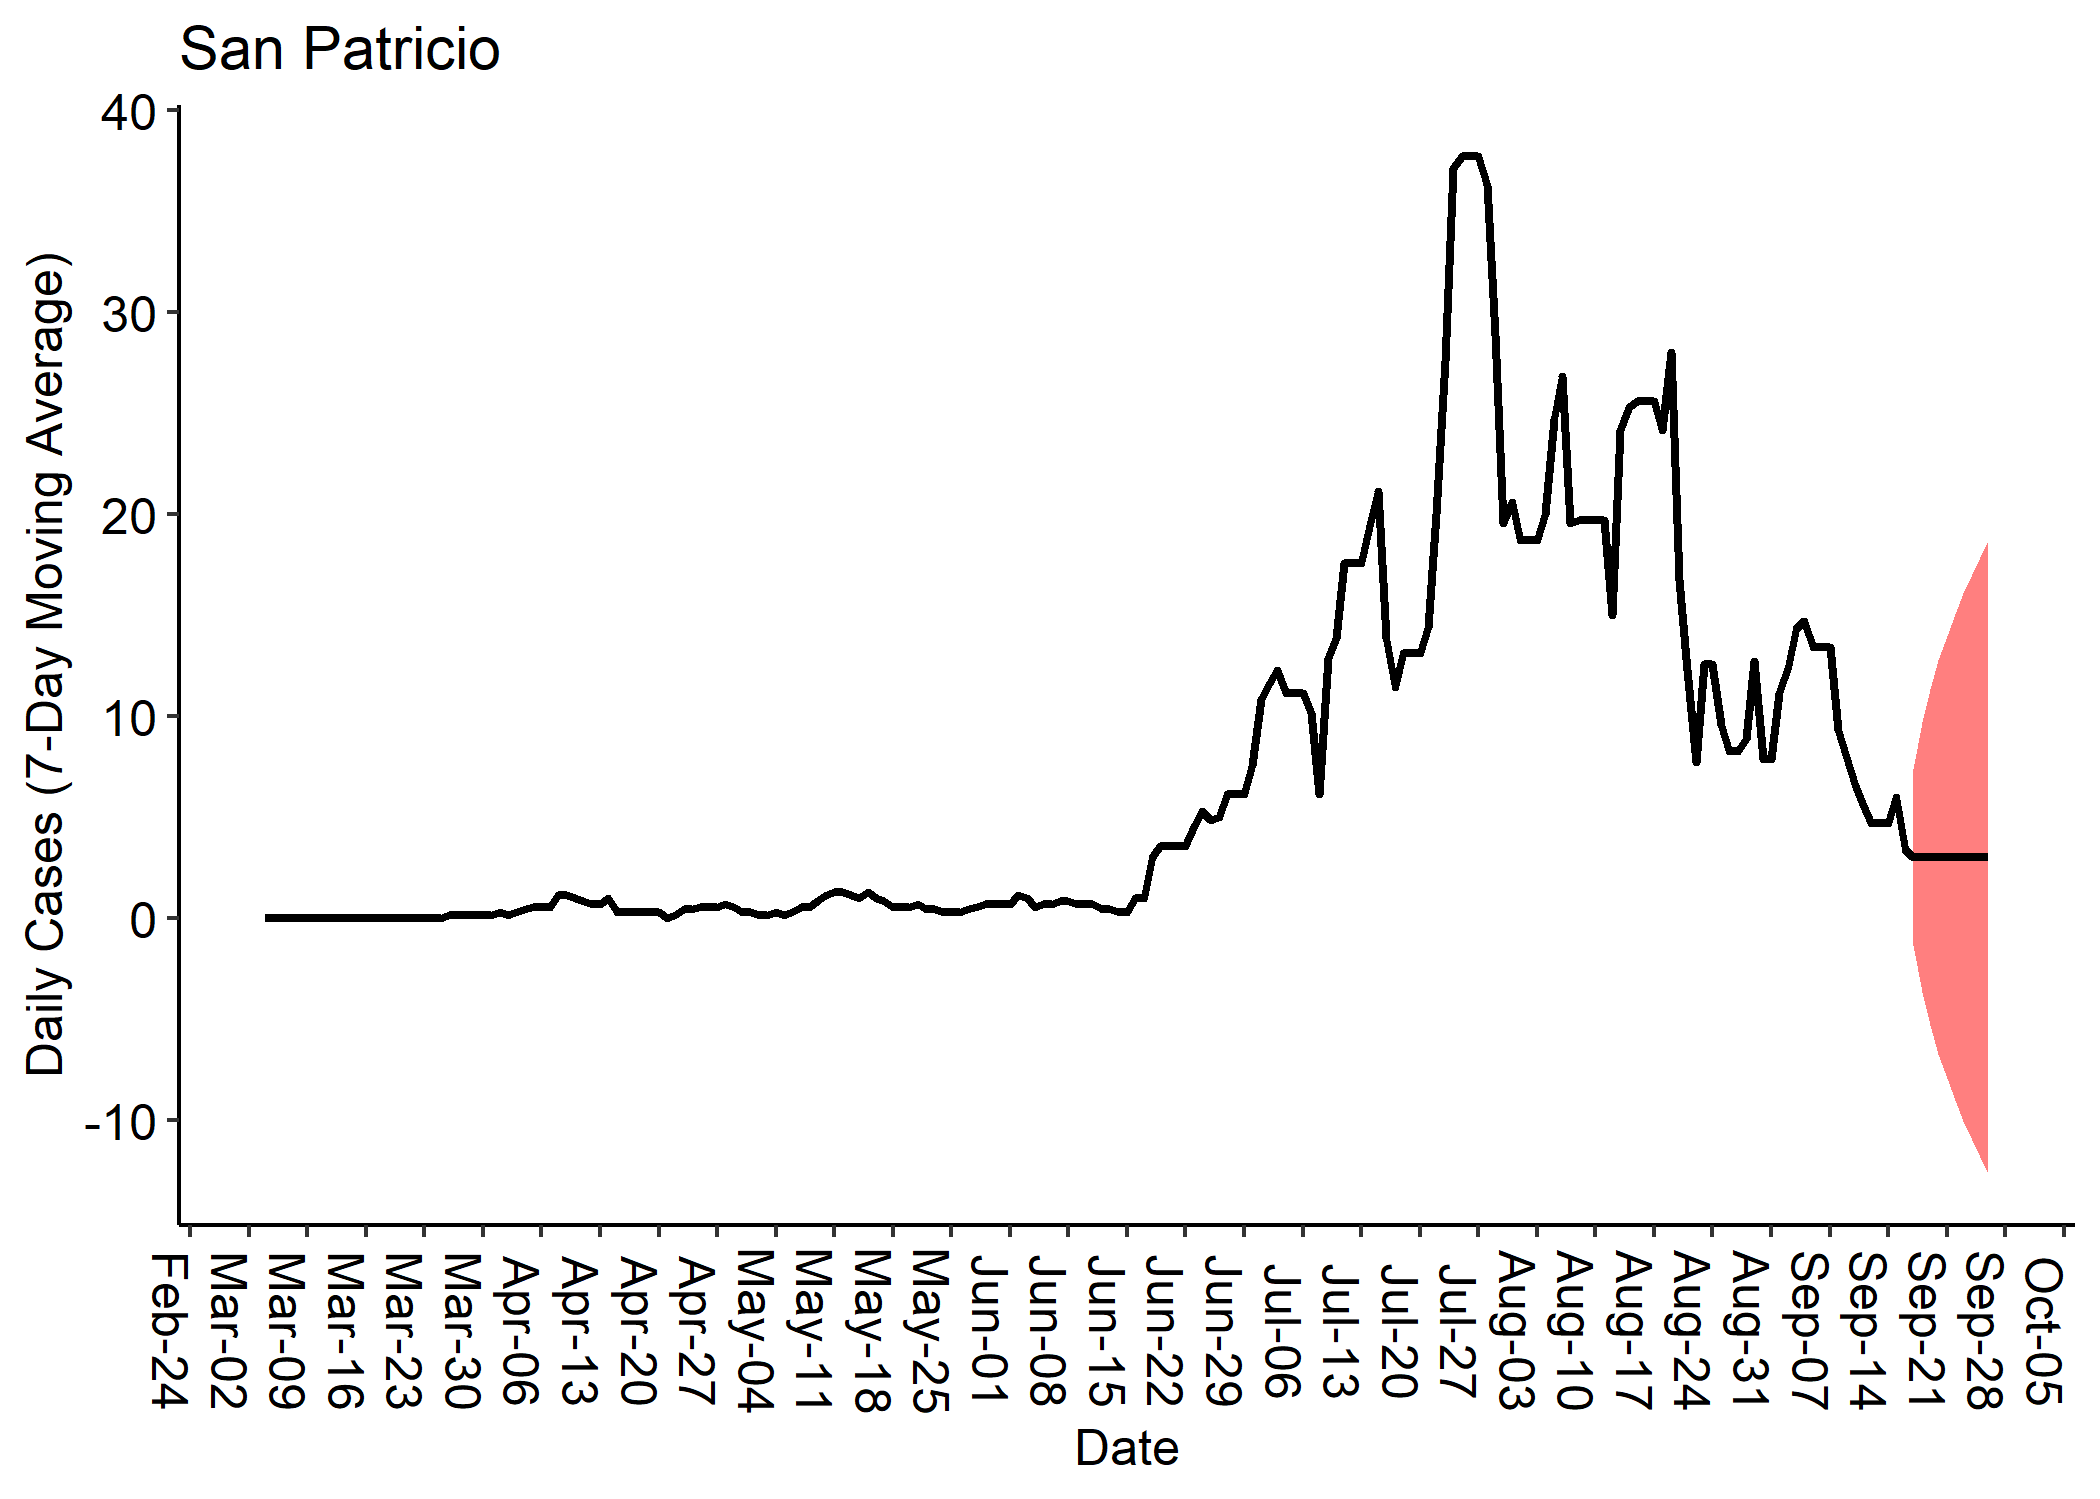 San Patricio
Daily Cases (7-Day Moving Average)
40
30
20
10
0
-10
Feb-24
Mar-02
Mar-09
Mar-16
Mar-23
Mar-30
Apr-06
Apr-13
Apr-20
Apr-27
May-04
May-11
May-18
May-25
Jun-01
Jun-08
Jun-15
Jun-22
Jun-29
Jul-06
Jul-13
Jul-20
Jul-27
Aug-03
Aug-10
Aug-17
Aug-24
Aug-31
Sep-07
Sep-14
Sep-21
Sep-28
Oct-05
Date